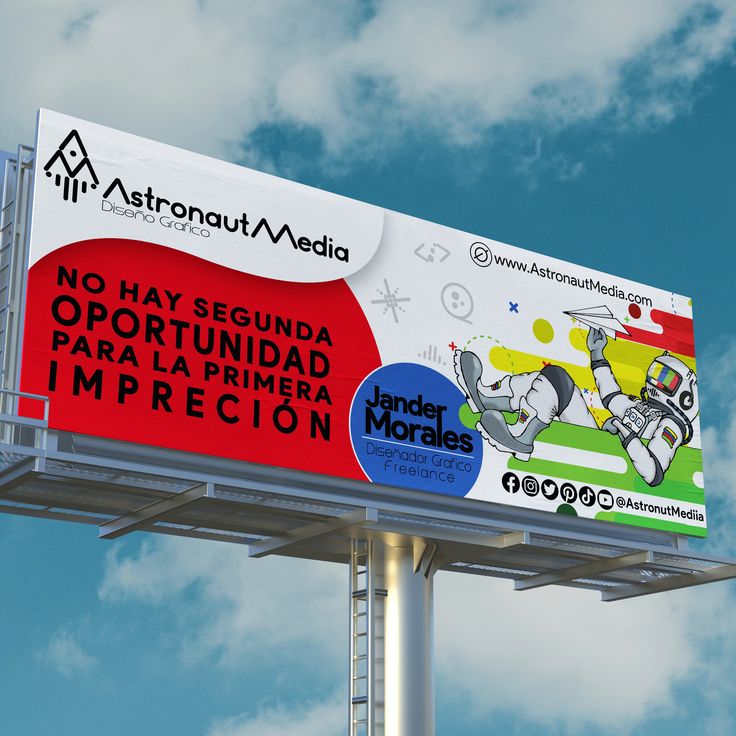 AstronautMedia
Diseño Grafico
www.AstronautMedia.com
NO HAY SEGUNDA
OPORTUNIDAD
PARA LA PRIMERA
IMPRECIÓN
Jander
Morales
Diseñador Grafico
Freelance
@AstronutMediia